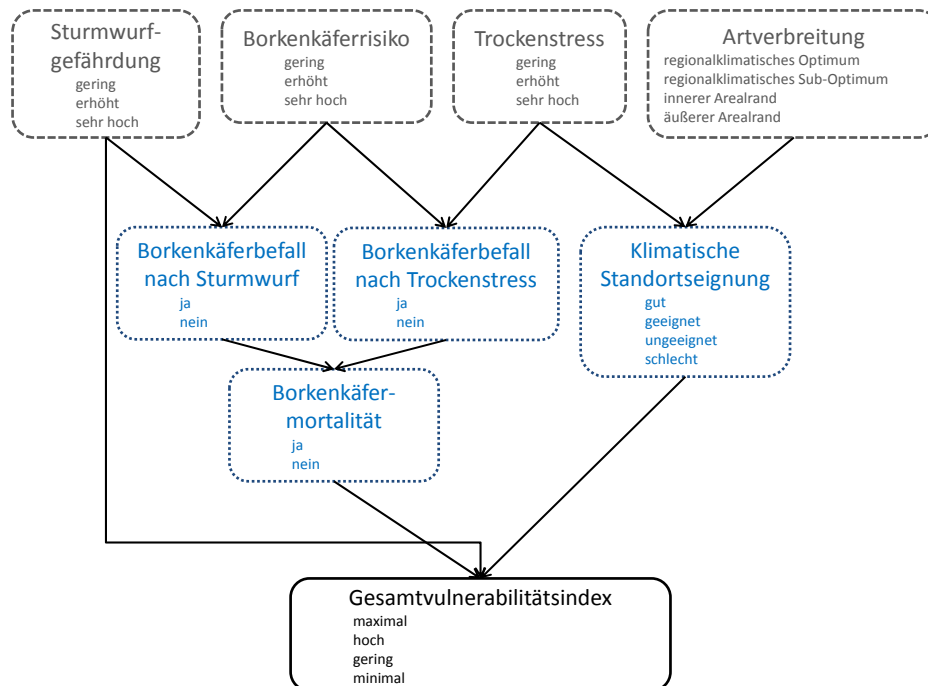 Sturmwurf-
gefährdung
gering
erhöht
sehr hoch
Borkenkäferrisiko
gering
erhöht
sehr hoch
Trockenstress
gering
erhöht
sehr hoch
Artverbreitung
regionalklimatisches Optimum
regionalklimatisches Sub-Optimum
innerer Arealrand
äußerer Arealrand
Borkenkäferbefall
nach Sturmwurf
ja
nein
Borkenkäferbefall
nach Trockenstress
ja
nein
Klimatische
Standortseignung
gut
geeignet
ungeeignet
schlecht
Borkenkäfer-
mortalität
ja
nein
Gesamtvulnerabilitätsindex
maximal
hoch
gering
minimal